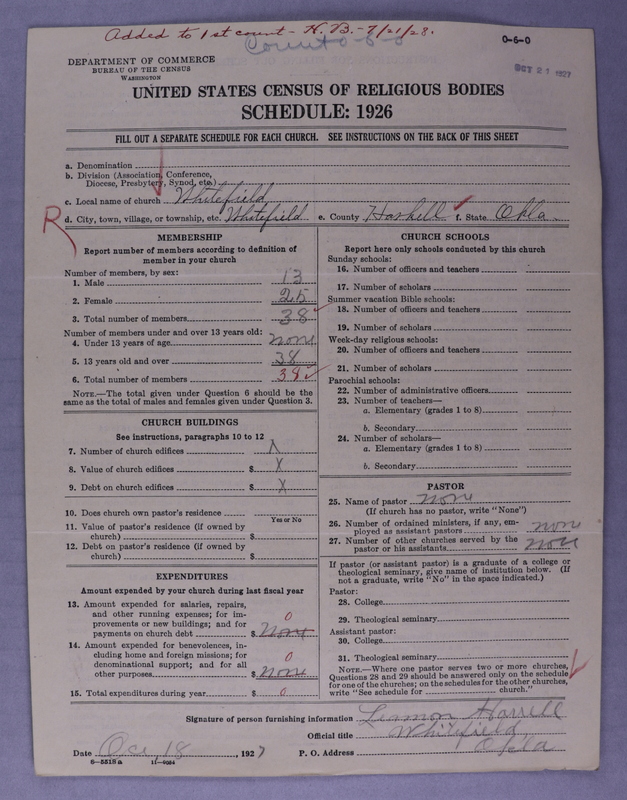 Added to 1st count - H.B. - 7/21/28.
Count 0-6-0
0-6-0
DEPARTMENT OF COMMERCE
BUREAU OF THE CENSUS
WASHINGTON
OCT 21 1927
UNITED STATES CENSUS OF RELIGIOUS BODIES
SCHEDULE: 1926
FILL OUT A SEPARATE SCHEDULE FOR EACH CHURCH. SEE INSTRUCTIONS ON THE BACK OF THIS SHEET
a. Denomination
b. Division (Association, Conference,
Diocese, Presbytery, Synod, etc.)
c. Local name of church Whitefield
R
d. City, town, village, or township, etc. Whitefield e. County Haskell f. State Okla.
MEMBERSHIP
Report number of members according to definition of
member in your church
Number of members, by sex:
1. Male 13
2. Female 25
3. Total number of members 38
Number of members under and over 13 years old:
4. Under 13 years of age none
5. 13 years old and over 38
6. Total number of members 38
NOTE.—The total given under Question 6 should be
same as the total of males and females given under Question 3.
CHURCH BUILDINGS
See instructions, paragraphs 10 to 12
7. Number of church edifices X
8. Value of church edifices $ X
9. Debt on church edifices $ X
10. Does church own pastor's residence?
Yes or No
11. Value of pastor's residence (if owned by
church) $
12. Debt on pastor's residence (if owned by
church) $
EXPENDITURES
Amount expended by your church during last fiscal year
13. Amount expended for salaries, repairs,
and other running expenses; for im-
provements or new buildings; and for
payments on church debt $ None 0
14. Amount expended for benevolences, in-
cluding home and foreign missions; for
denominational support; and for all
other purposes $ None 0
15. Total expenditures during year $ 0
CHURCH SCHOOLS
Report here only schools conducted by this church
Sunday schools:
16. Number of officers and teachers
17. Number of scholars
Summer vacation Bible schools:
18. Number of officers and teachers
19. Number of scholars
Week-day religious schools:
20. Number of officers and teachers
21. Number of scholars
Parochial schools:
22. Number of administrative officers
23. Number of teachers—
a. Elementary (grades 1 to 8)
b. Secondary
24. Number of scholars—
a. Elementary (grades 1 to 8)
b. Secondary
PASTOR
25. Name of pastor none
(If church has no pastor, write "None")
26. Number of ordained ministers, if any, em-
ployed as assistant pastors none
27. Number of other churches served by the
pastor or his assistants none
If pastor (or assistant pastor) is a graduate of a college or
theological seminary, give name of institution below. (If
not a graduate, write "No" in the space indicated.)
Pastor:
28. College
29. Theological seminary
Assistant pastor:
30. College
31. Theological seminary
NOTE.—Where one pastor serves two or more churches,
Questions 28 and 29 should be answered only on the schedule
for one of the churches; on the schedules for the other churches,
write "See schedule for church."
Signature of person furnishing information Harrell
Official title Whitefield
Date Oct 18, 1927 P. O. Address Okla
8-5518a 11-9084